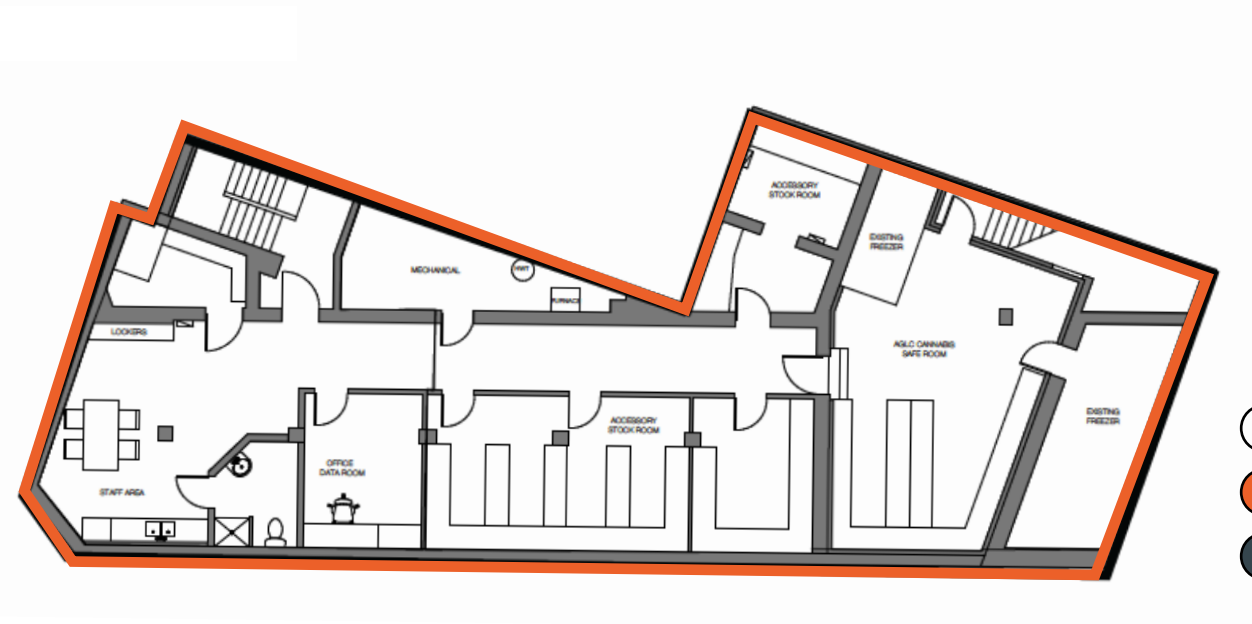 ACCESSORY
STOCK ROOM
EXISTING
FREEZER
MECHANICAL
HWT
FURNACE
LOCKERS
AGLC CANNABIS
SAFE ROOM
ACCESSORY
STOCK ROOM
EXISTING
FREEZER
OFFICE
DATA ROOM
STAFF AREA